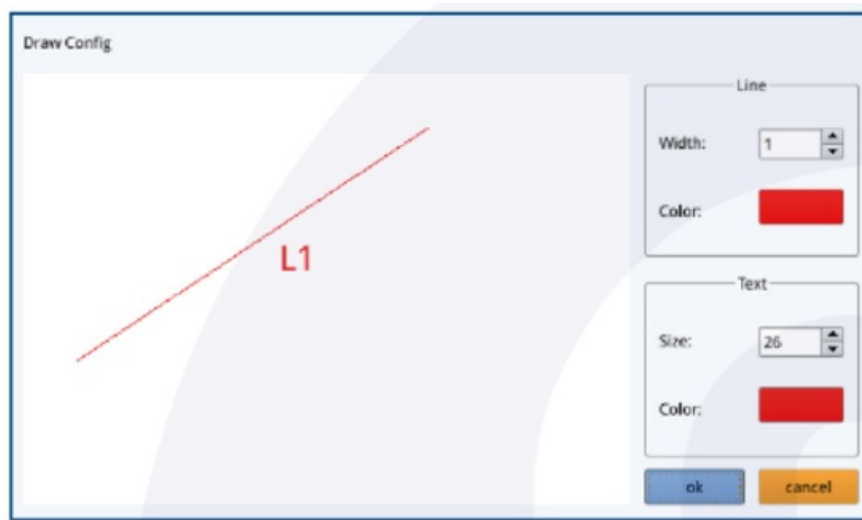 Draw Config
L1
Line
Width: 1
Color:
Text
Size: 26
Color:
ok cancel